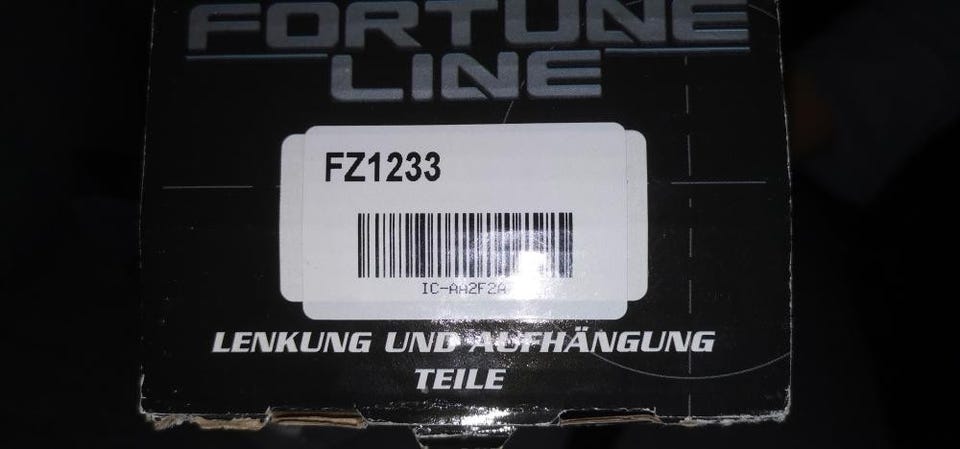 FORTUNE
LINE
FZ1233
IC-AA2F2A
LENKUNG UND AUFHÄNGUNG
TEILE